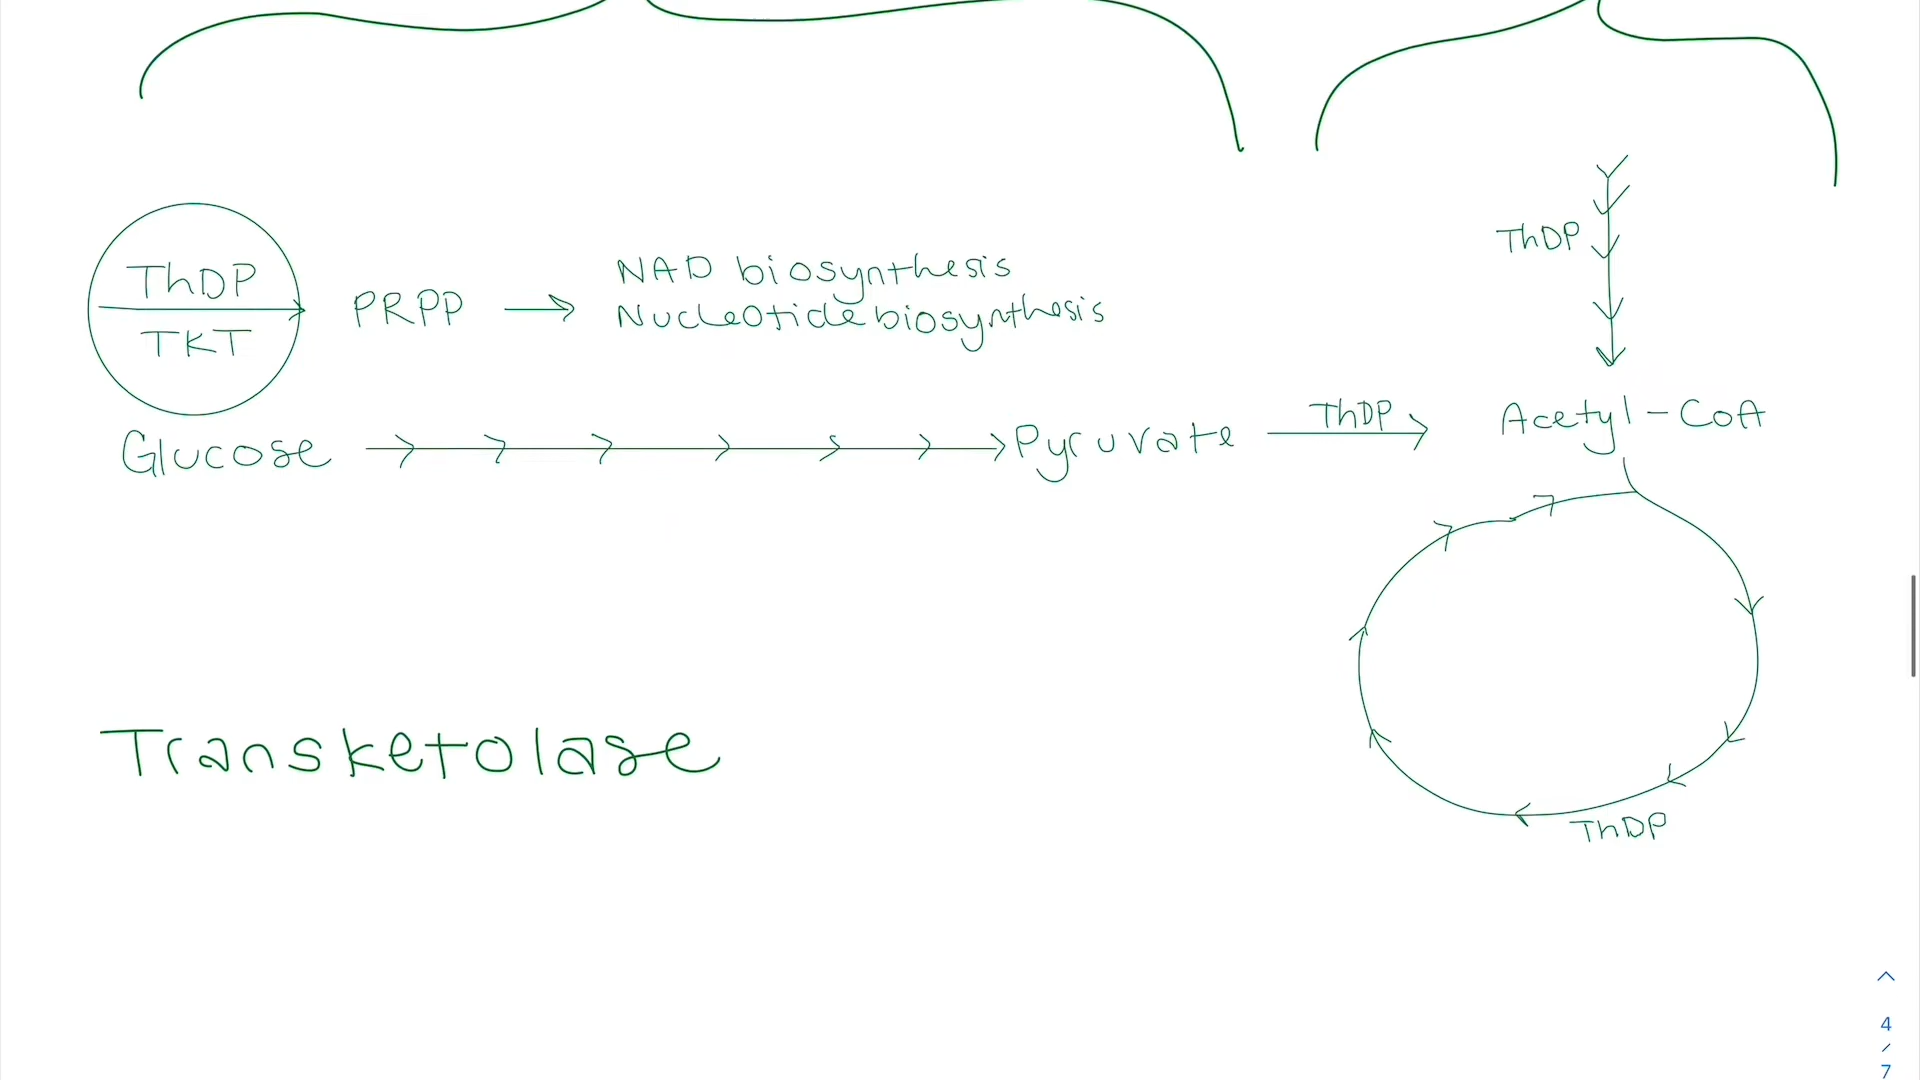 ThDP
TKT
PRPP
NAD biosynthesis
Nucleotide biosynthesis
ThDP
Glucose
Pyruvate
ThDP
Acetyl-CoA
ThDP
Transketolase
4
/
7